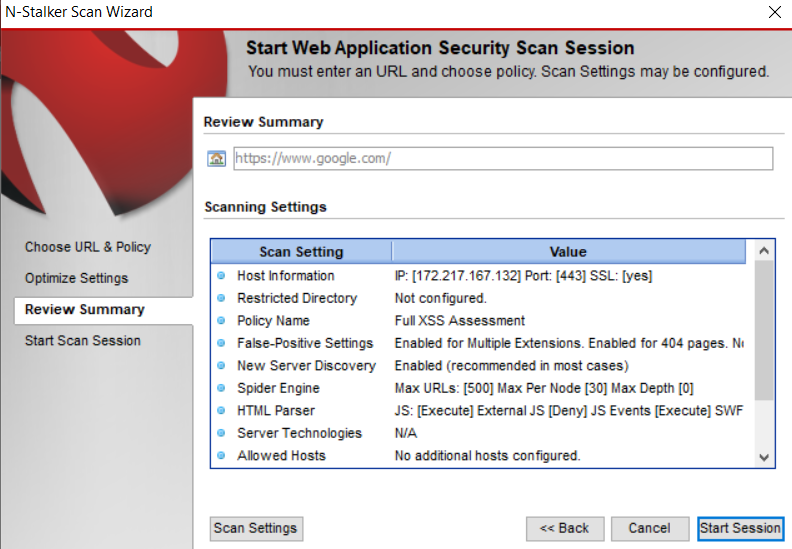 N-Stalker Scan Wizard
Start Web Application Security Scan Session
You must enter an URL and choose policy. Scan Settings may be configured.
Review Summary
https://www.google.com/
Scanning Settings
Scan Setting Value
Host Information IP: [172.217.167.132] Port: [443] SSL: [yes]
Restricted Directory Not configured.
Policy Name Full XSS Assessment
False-Positive Settings Enabled for Multiple Extensions. Enabled for 404 pages. No
New Server Discovery Enabled (recommended in most cases)
Spider Engine Max URLs: [500] Max Per Node [30] Max Depth [0]
HTML Parser JS: [Execute] External JS [Deny] JS Events [Execute] SWF
Server Technologies N/A
Allowed Hosts No additional hosts configured.
Choose URL & Policy
Optimize Settings
Review Summary
Start Scan Session
Scan Settings << Back Cancel Start Session